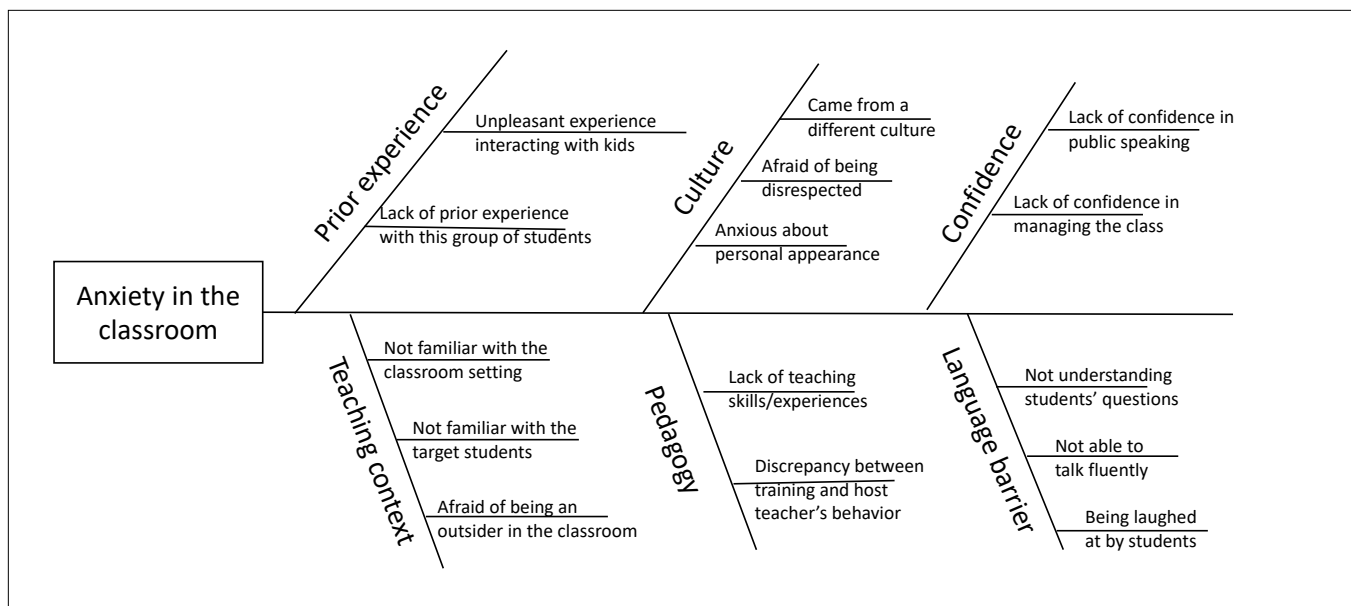 Prior experience
Unpleasant experience
interacting with kids
Lack of prior experience
with this group of students
Culture
Came from a
different culture
Afraid of being
disrespected
Anxious about
personal appearance
Confidence
Lack of confidence in
public speaking
Lack of confidence in
managing the class
Anxiety in the
classroom
Teaching context
Not familiar with the
classroom setting
Not familiar with the
target students
Afraid of being an
outsider in the classroom
Pedagogy
Lack of teaching
skills/experiences
Discrepancy between
training and host
teacher’s behavior
Language barrier
Not understanding
students’ questions
Not able to
talk fluently
Being laughed
at by students